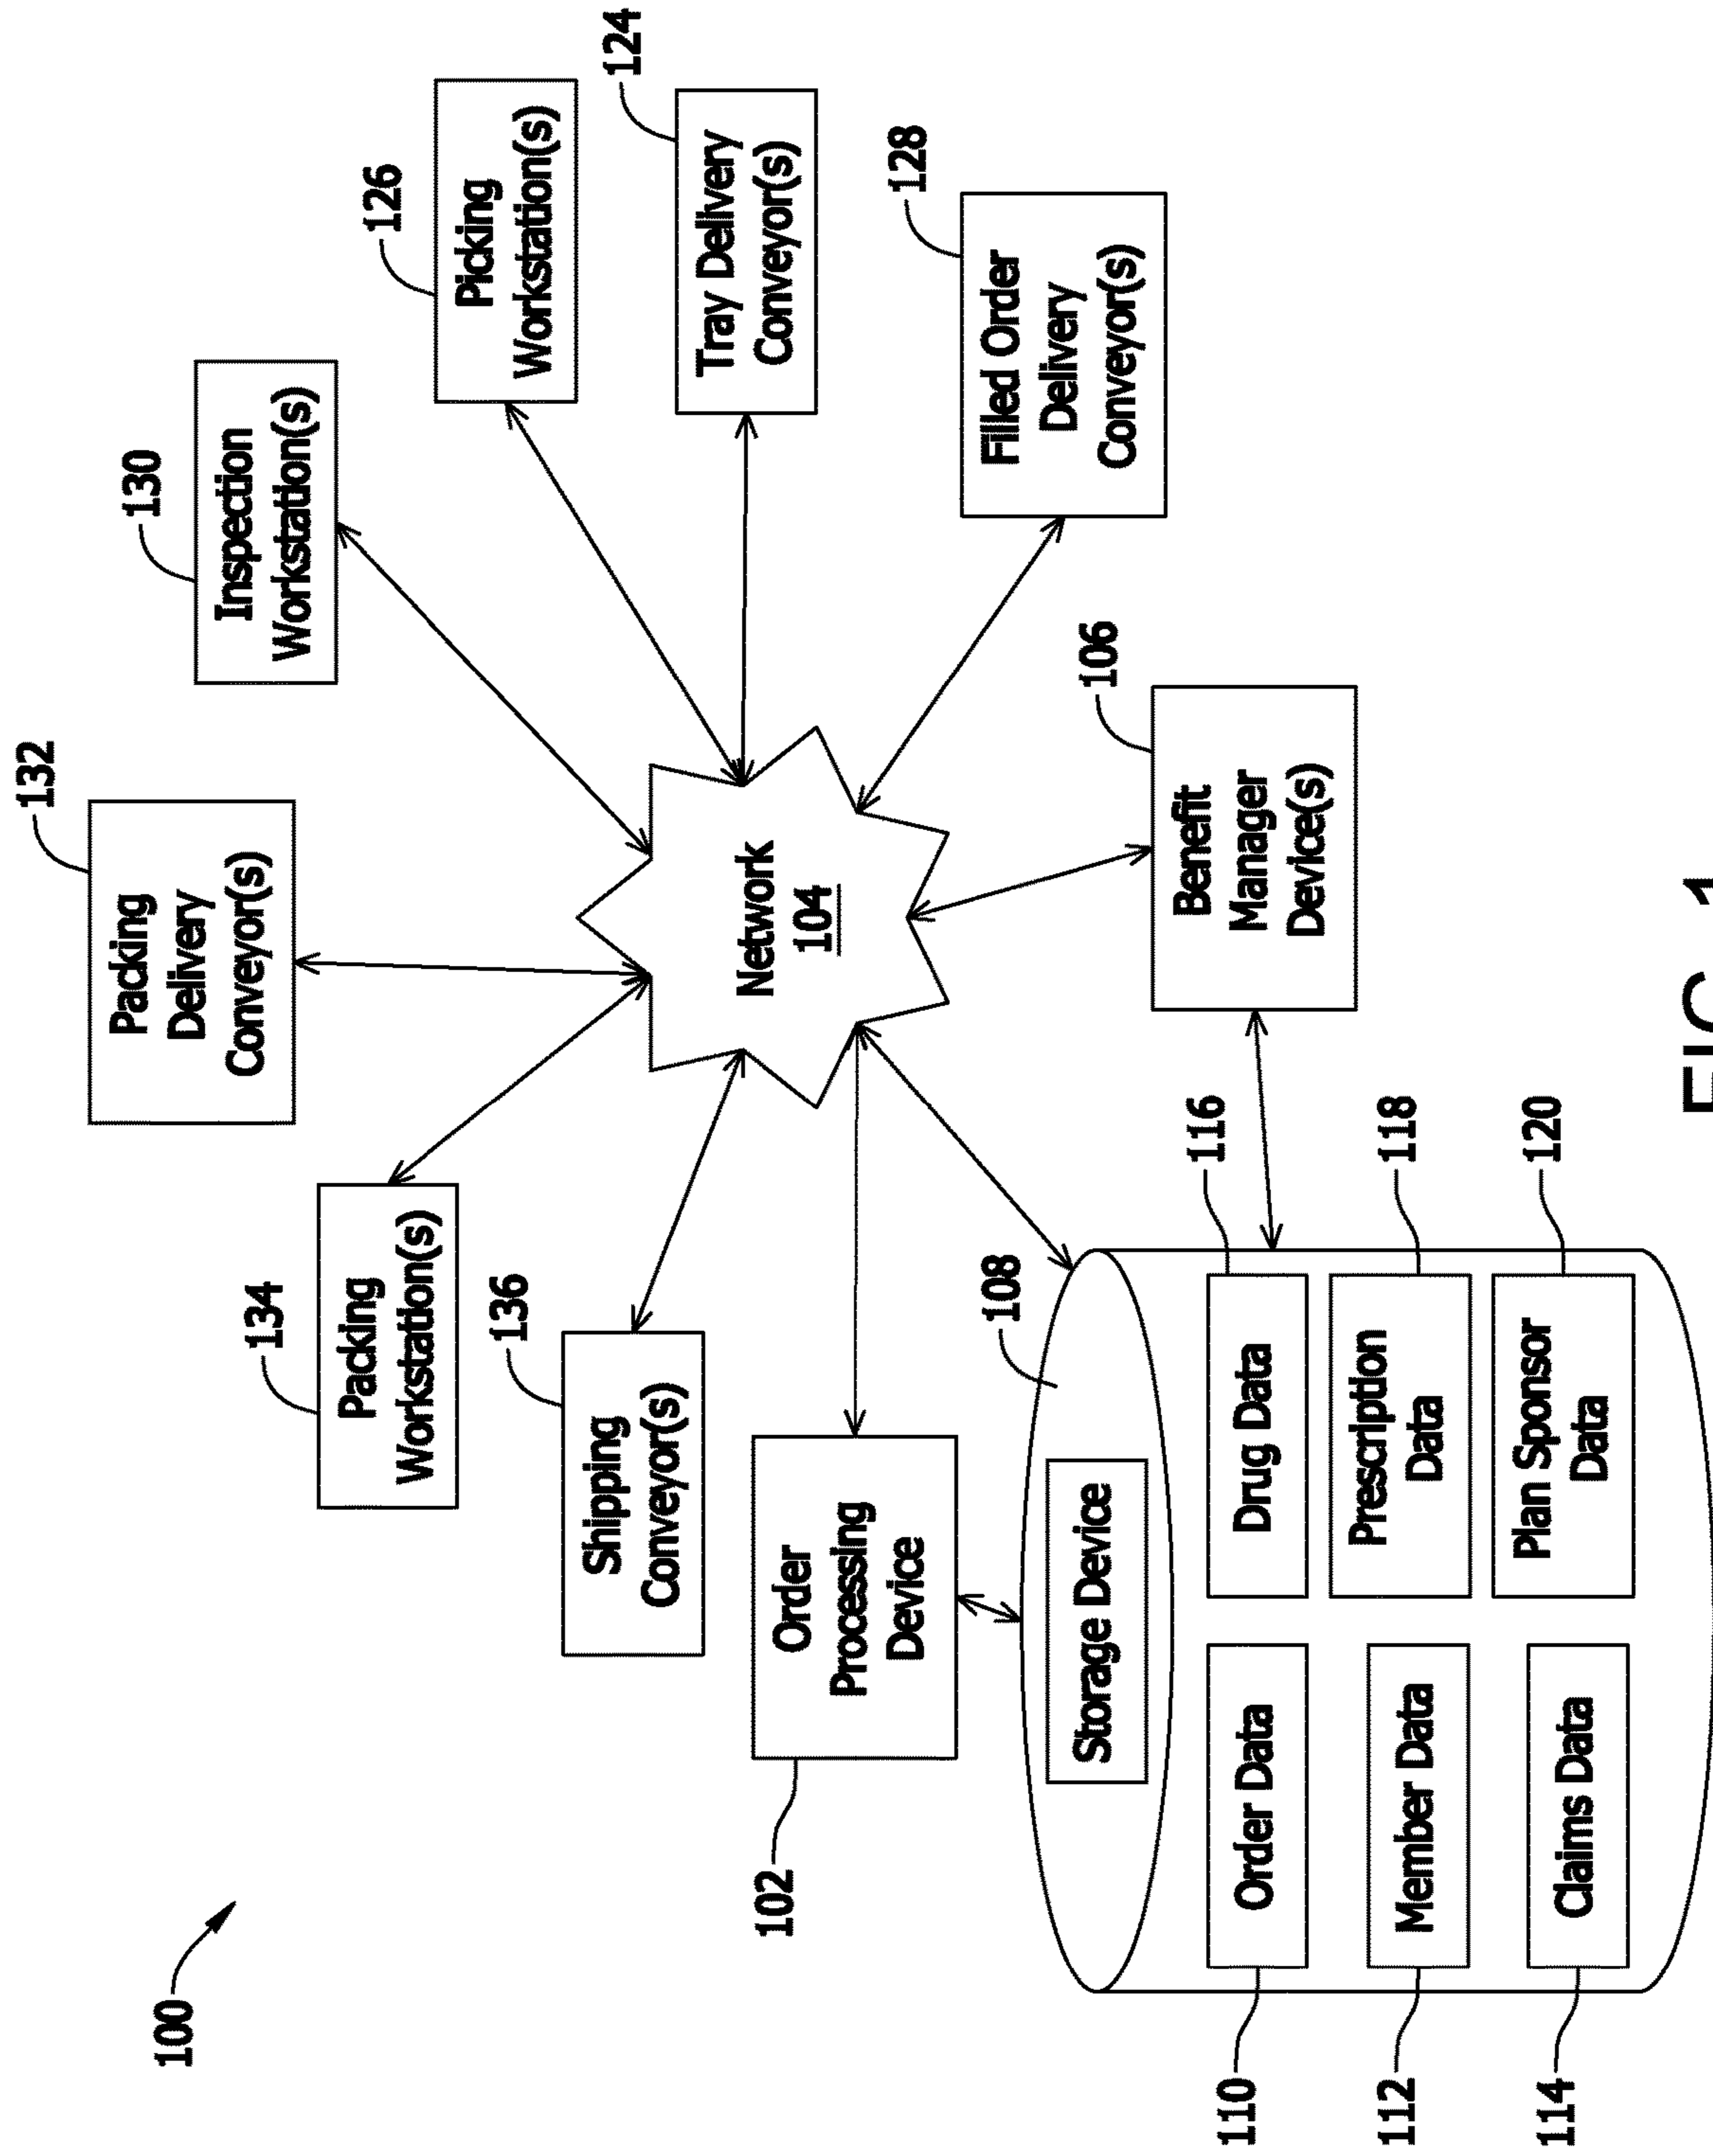 100
132
Packing
Delivery
Conveyor(s)
130
Inspection
Workstation(s)
134
Packing
Workstation(s)
126
Picking
Workstation(s)
136
Shipping
Conveyor(s)
124
Tray Delivery
Conveyor(s)
Network
104
102
Order
Processing
Device
128
Filled Order
Delivery
Conveyor(s)
108
Storage Device
106
Benefit
Manager
Device(s)
110
Order Data
Drug Data
116
112
Member Data
Prescription
Data
118
114
Claims Data
Plan Sponsor
Data
120
FIG. 1